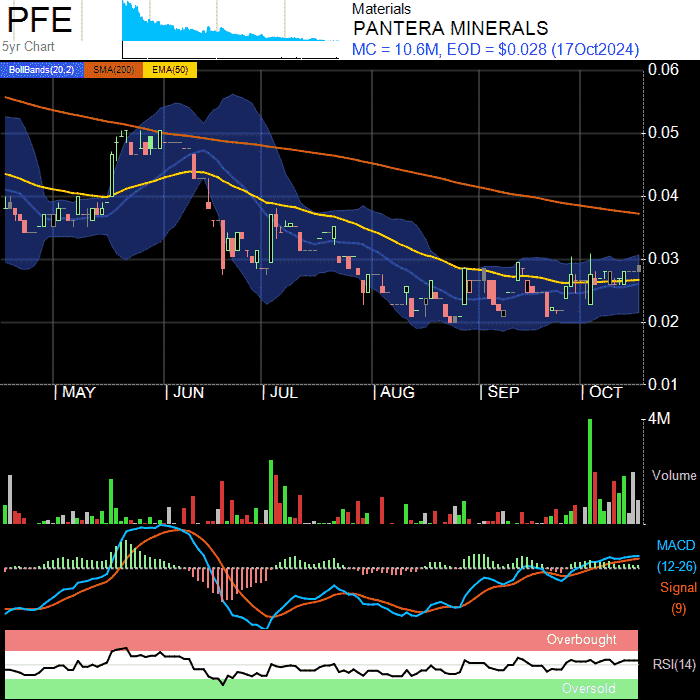 PFE
5yr Chart
Materials
PANTERA MINERALS
MC = 10.6M, EOD = $0.028 (17Oct2024)
BollBands(20,2) SMA(200) EMA(50)
0.06
0.05
0.04
0.03
0.02
0.01
MAY JUN JUL AUG SEP OCT
4M
Volume
MACD
(12-26)
Signal
(9)
Overbought
RSI(14)
Oversold